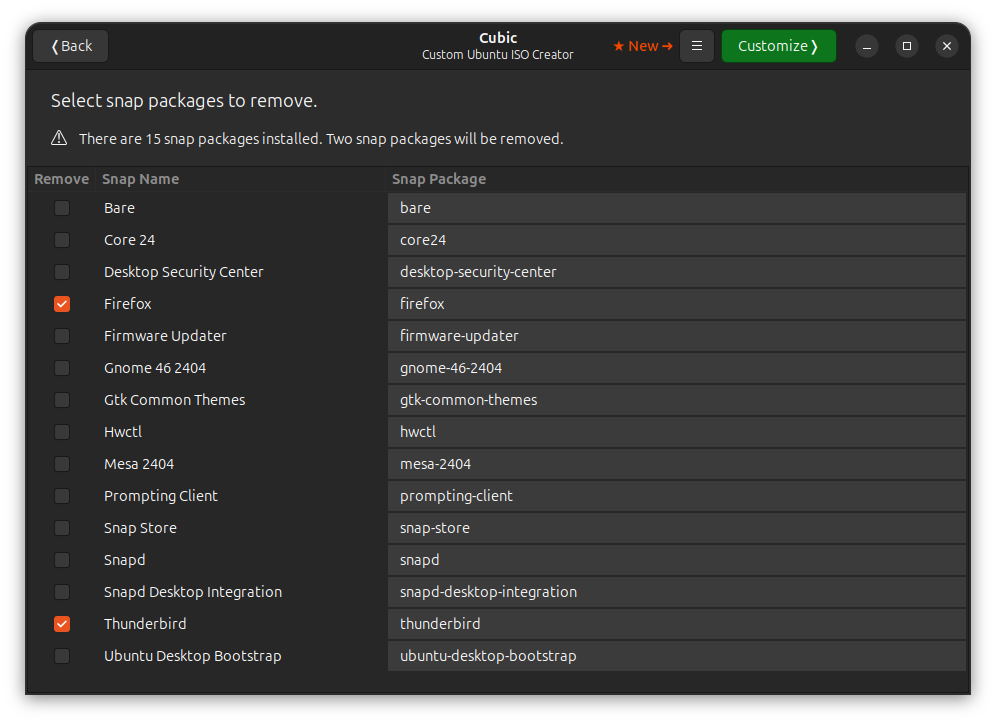 ❬Back
Cubic
Custom Ubuntu ISO Creator
★ New ➔
☰
Customize❭
Select snap packages to remove.
There are 15 snap packages installed. Two snap packages will be removed.
Remove Snap Name Snap Package
Bare bare
Core 24 core24
Desktop Security Center desktop-security-center
Firefox firefox
Firmware Updater firmware-updater
Gnome 46 2404 gnome-46-2404
Gtk Common Themes gtk-common-themes
Hwctl hwctl
Mesa 2404 mesa-2404
Prompting Client prompting-client
Snap Store snap-store
Snapd snapd
Snapd Desktop Integration snapd-desktop-integration
Thunderbird thunderbird
Ubuntu Desktop Bootstrap ubuntu-desktop-bootstrap